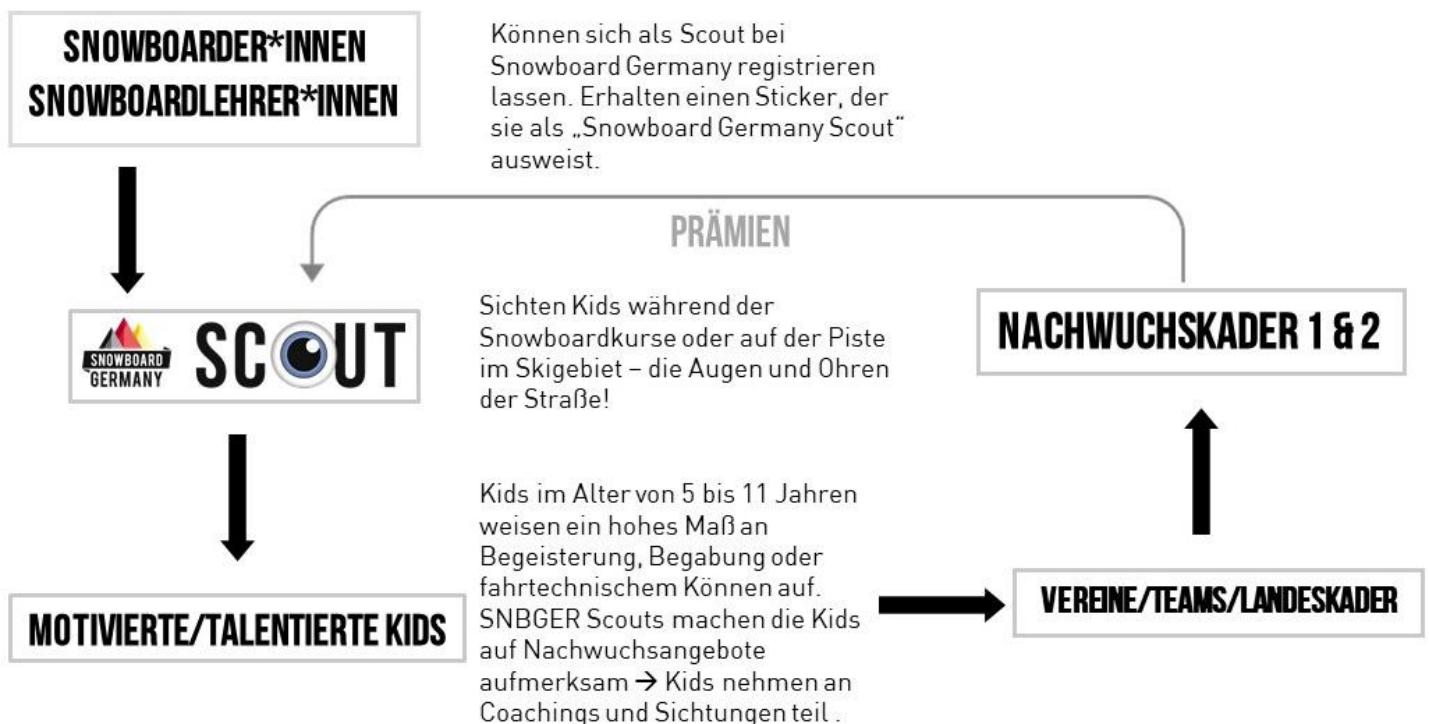 SNOWBOARDER*INNEN
SNOWBOARDLEHRER*INNEN
Können sich als Scout bei
Snowboard Germany registrieren
lassen. Erhalten einen Sticker, der
sie als „Snowboard Germany Scout“
ausweist.
PRÄMIEN
SNOWBOARD
GERMANY
SCOUT
Sichten Kids während der
Snowboardkurse oder auf der Piste
im Skigebiet – die Augen und Ohren
der Straße!
NACHWUCHSKADER 1 & 2
MOTIVIERTE/TALENTIERTE KIDS
Kids im Alter von 5 bis 11 Jahren
weisen ein hohes Maß an
Begeisterung, Begabung oder
fahrtechnischem Können auf.
SNBGER Scouts machen die Kids
auf Nachwuchsangebote
aufmerksam → Kids nehmen an
Coachings und Sichtungen teil .
VEREINE/TEAMS/LANDESKADER